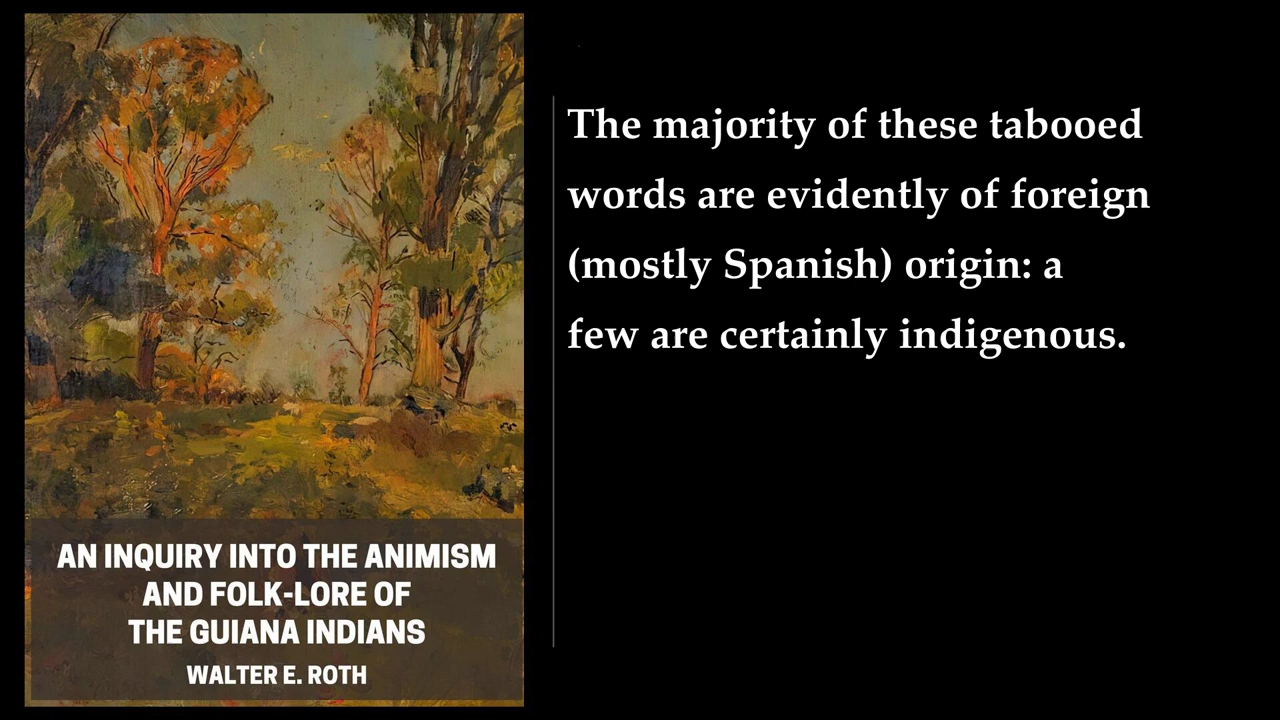 The majority of these tabooed
words are evidently of foreign
(mostly Spanish) origin: a
few are certainly indigenous.
AN INQUIRY INTO THE ANIMISM
AND FOLK-LORE OF
THE GUIANA INDIANS
WALTER E. ROTH